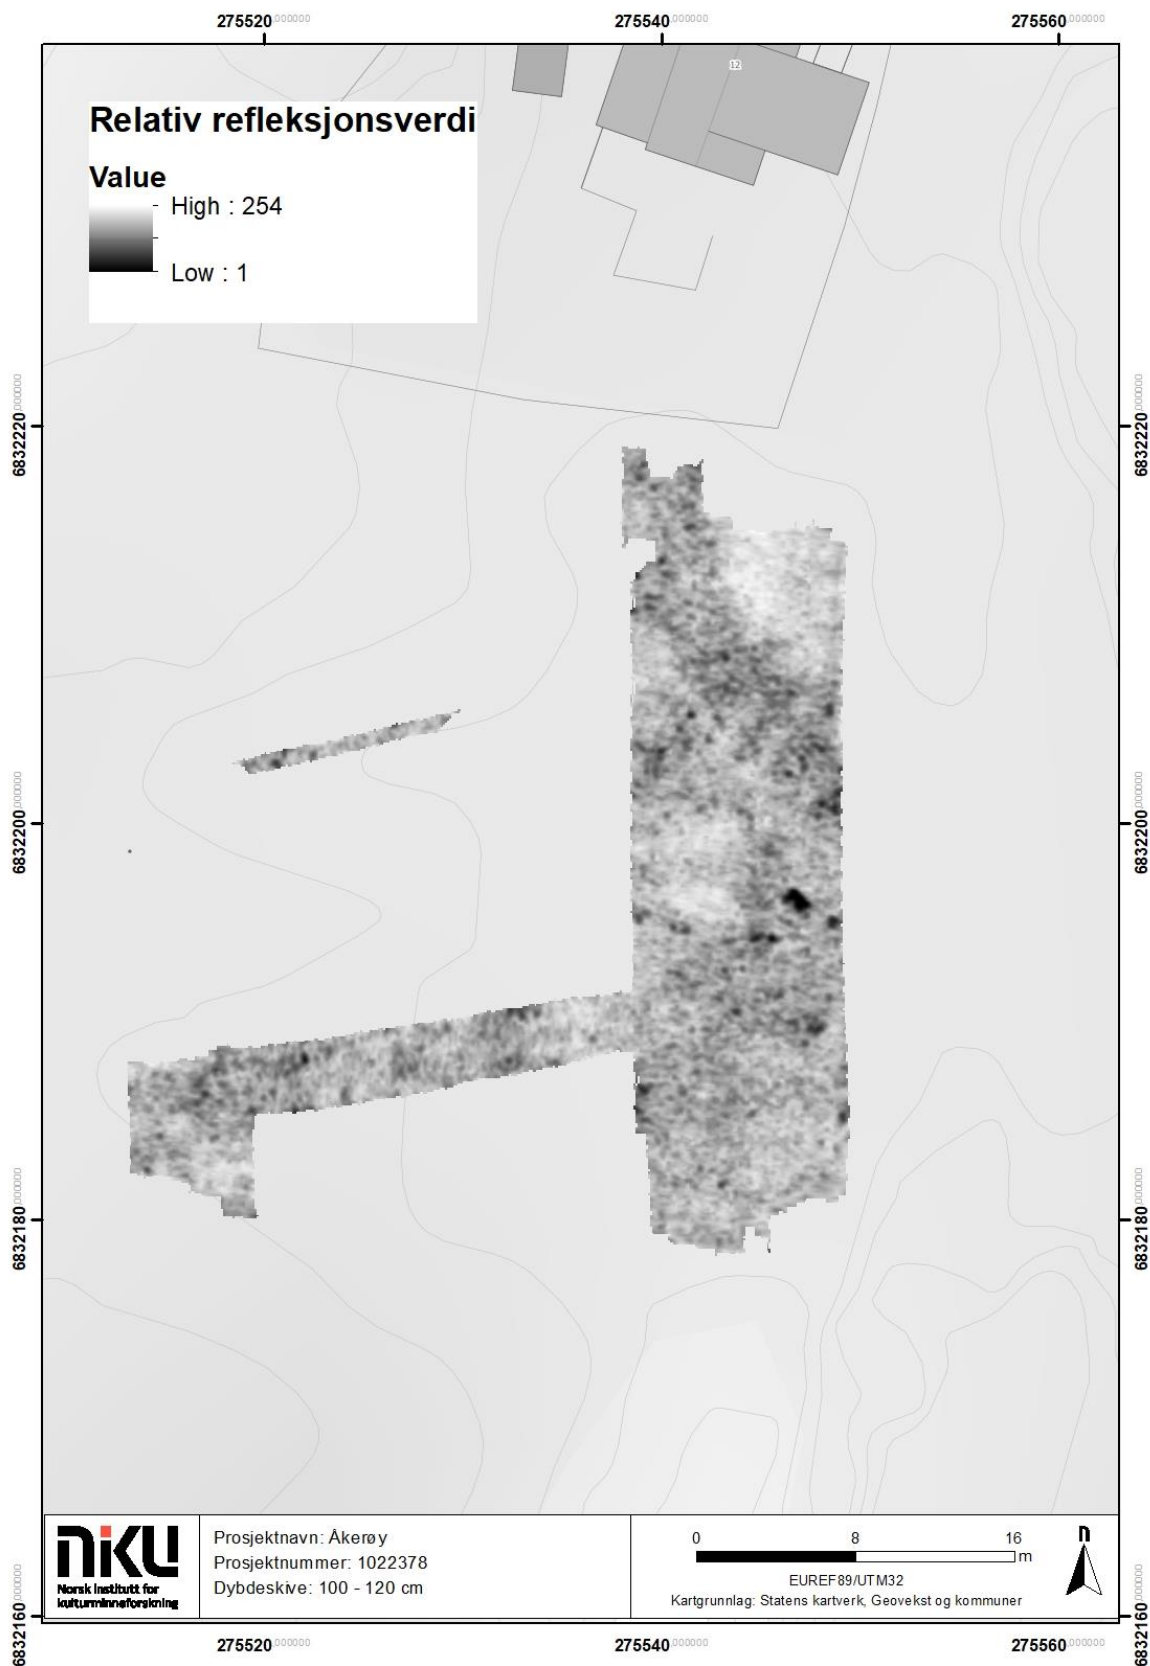 275520,000000 275540,000000 275560,000000
12
Relativ refleksjonsverdi
Value
High : 254
Low : 1
6832220,000000 6832220,000000
6832200,000000 6832200,000000
6832180,000000 6832180,000000
6832160,000000 6832160,000000
niku
Norsk institutt for
kulturminneforskning
Prosjektnavn: Åkerøy
Prosjektnummer: 1022378
Dybdeskive: 100 - 120 cm
0 8 16
m
EUREF89/UTM32
Kartgrunnlag: Statens kartverk, Geovekst og kommuner
n
275520,000000 275540,000000 275560,000000